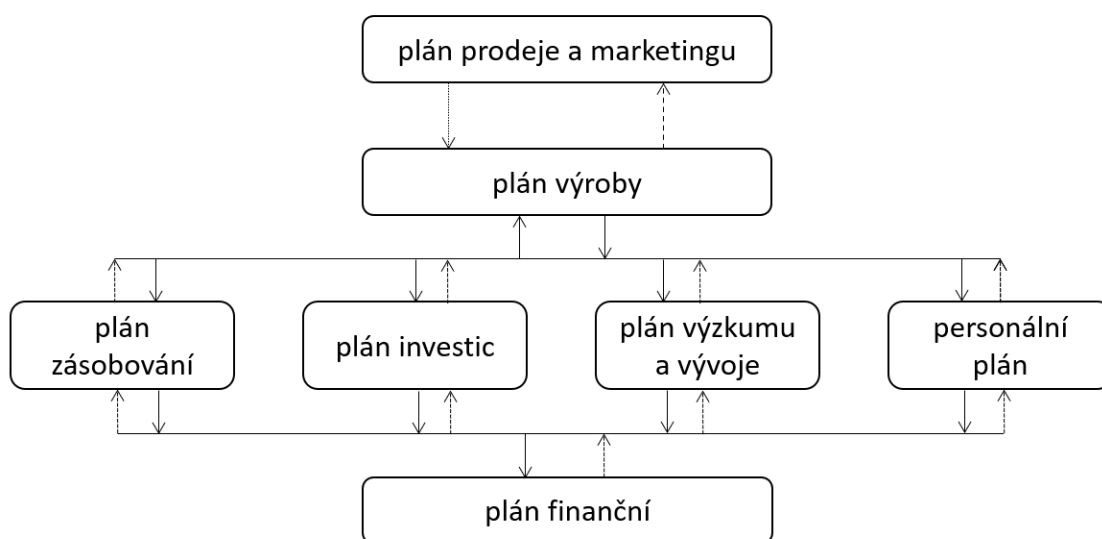 plán prodeje a marketingu
plán výroby
plán
zásobování
plán investic
plán výzkumu
a vývoje
personální
plán
plán finanční